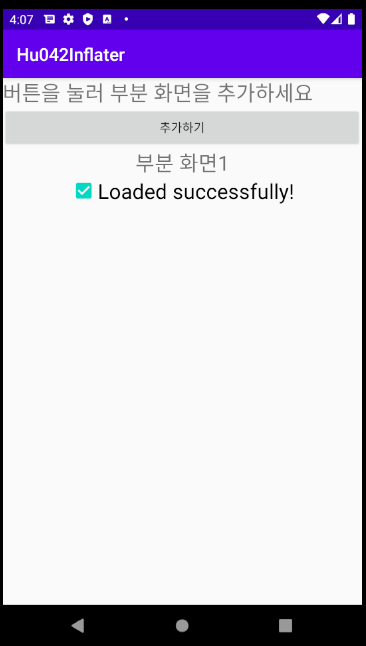 4:07
Hu042Inflater
버튼을 눌러 부분 화면을 추가하세요
추가하기
부분 화면1
Loaded successfully!